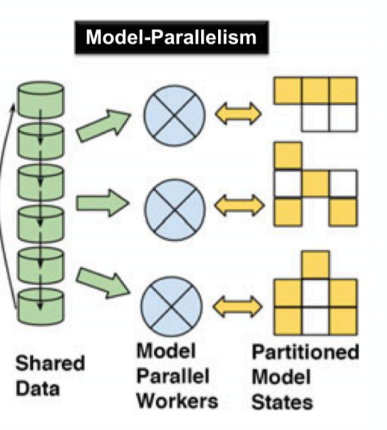 Model-Parallelism
Shared
Data
Model
Parallel
Workers
Partitioned
Model
States